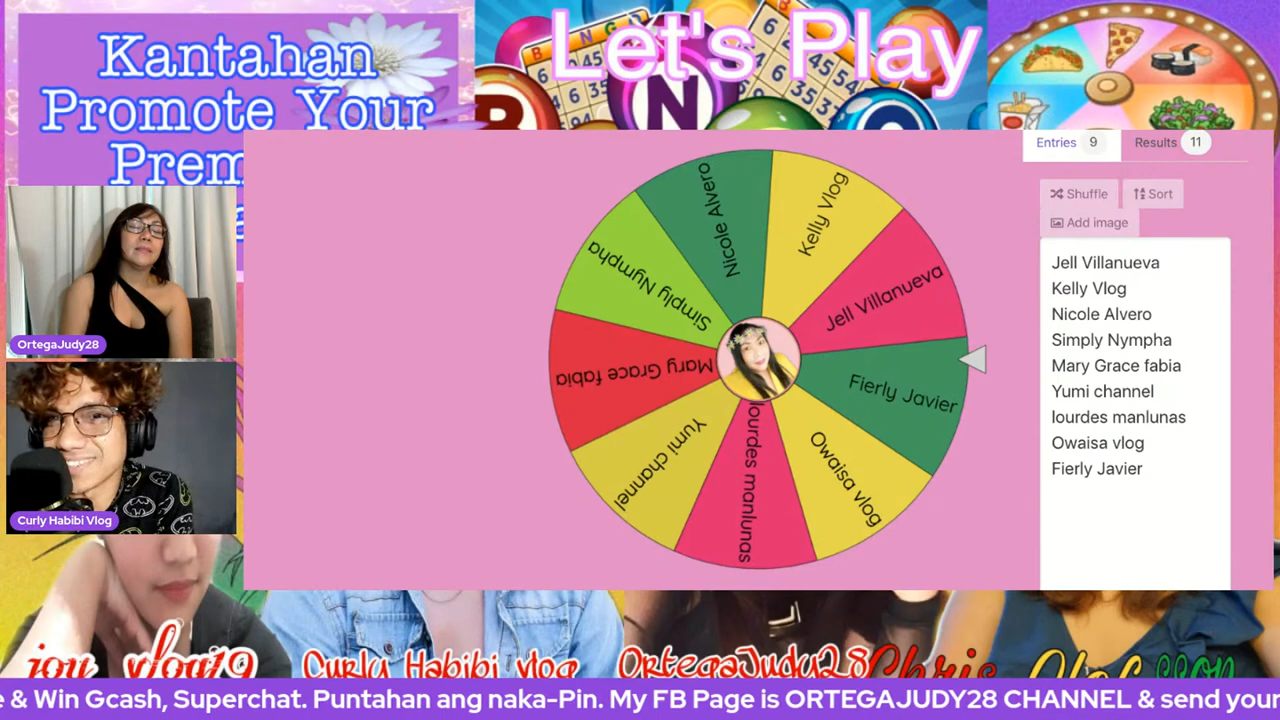 Kantahan
Promote Your
Prem
Let's Play
B I N G
N
Entries 9
Results 11
Shuffle
Sort
Add image
Jell Villanueva
Kelly Vlog
Nicole Alvero
Simply Nympha
Mary Grace fabia
Yumi channel
lourdes manlunas
Owaisa vlog
Fierly Javier
Nicole Alvero
Kelly Vlog
Jell Villanueva
Fierly Javier
Owaisa vlog
lourdes manlunas
Yumi channel
Mary Grace fabia
Simply Nympha
OrtegaJudy28
Curly Habibi Vlog
joy vlog19
Curly Habibi vlog
OrtegaJudy28
Chris
e & Win Gcash, Superchat. Puntahan ang naka-Pin. My FB Page is ORTEGAJUDY28 CHANNEL & send your